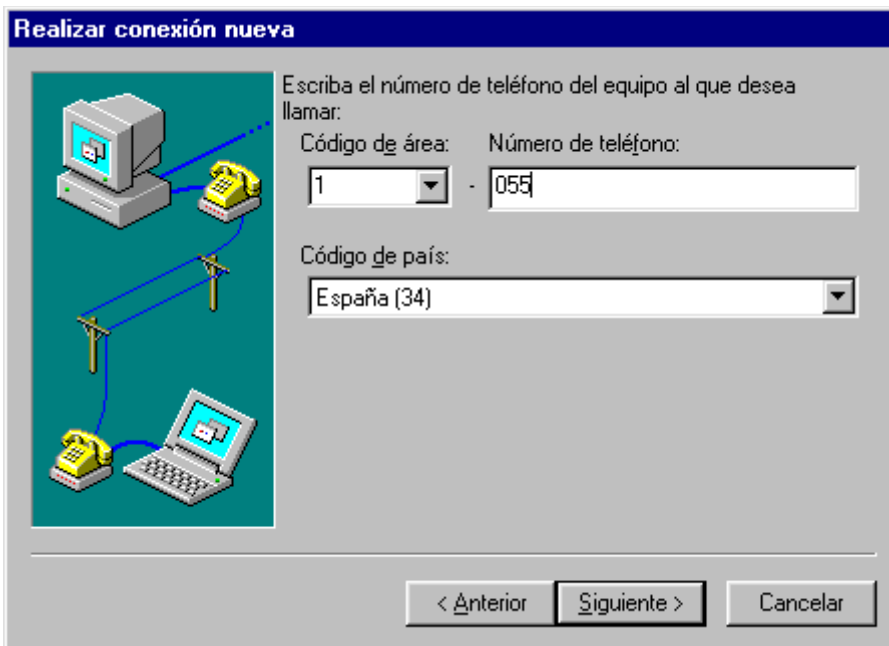 Realizar conexión nueva
Escriba el número de teléfono del equipo al que desea
llamar:
Código de área: Número de teléfono:
1 - 055
Código de país:
España (34)
< Anterior Siguiente > Cancelar